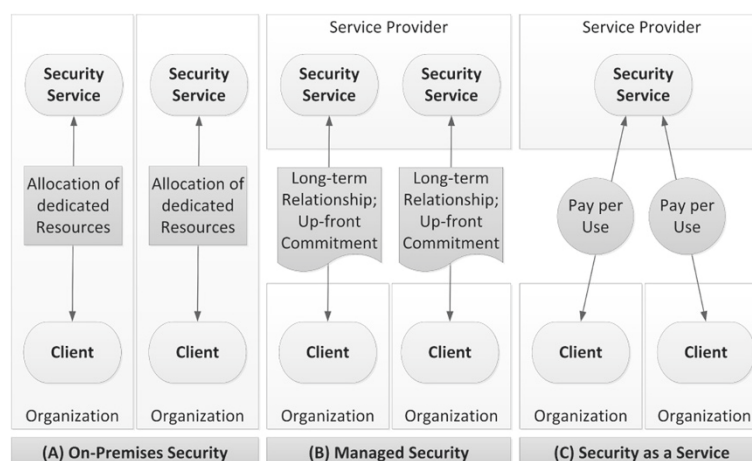 Security
Service
Allocation of
dedicated
Resources
Client
Organization
Security
Service
Allocation of
dedicated
Resources
Client
Organization
(A) On-Premises Security
Service Provider
Security
Service
Security
Service
Long-term
Relationship;
Up-front
Commitment
Long-term
Relationship;
Up-front
Commitment
Client
Client
Organization
Organization
(B) Managed Security
Service Provider
Security
Service
Pay per
Use
Pay per
Use
Client
Client
Organization
Organization
(C) Security as a Service